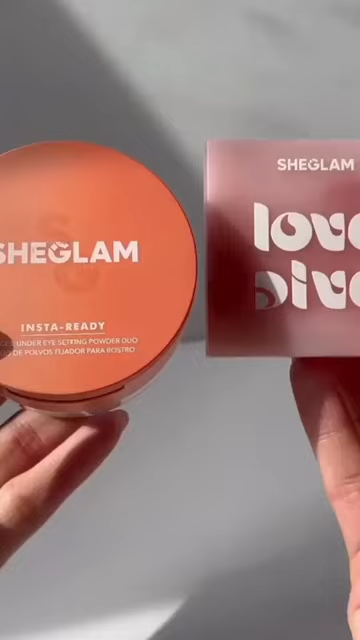 SHEGLAM
INSTA-READY
UNDER EYE SETTING POWDER DUO
DE POLVOS FIJADOR PARA ROSTRO
SHEGLAM
love
dive